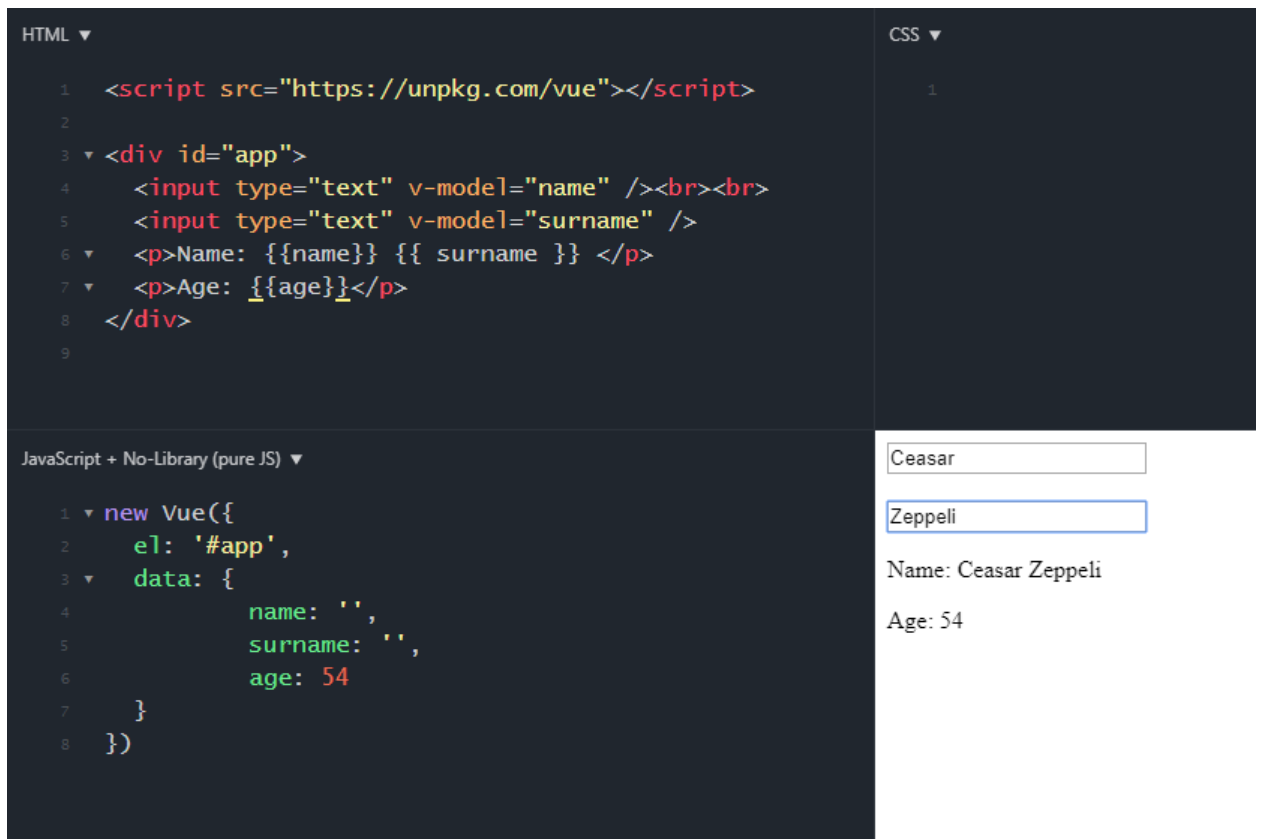 HTML ▼
1 <script src="https://unpkg.com/vue"></script>
2
3 ▼ <div id="app">
4 <input type="text" v-model="name" /><br><br>
5 <input type="text" v-model="surname" />
6 ▼ <p>Name: {{name}} {{ surname }} </p>
7 ▼ <p>Age: {{age}}</p>
8 </div>
9
CSS ▼
1
JavaScript + No-Library (pure JS) ▼
1 ▼ new Vue({
2 el: '#app',
3 ▼ data: {
4 name: '',
5 surname: '',
6 age: 54
7 }
8 })
Ceasar
Zeppeli
Name: Ceasar Zeppeli
Age: 54